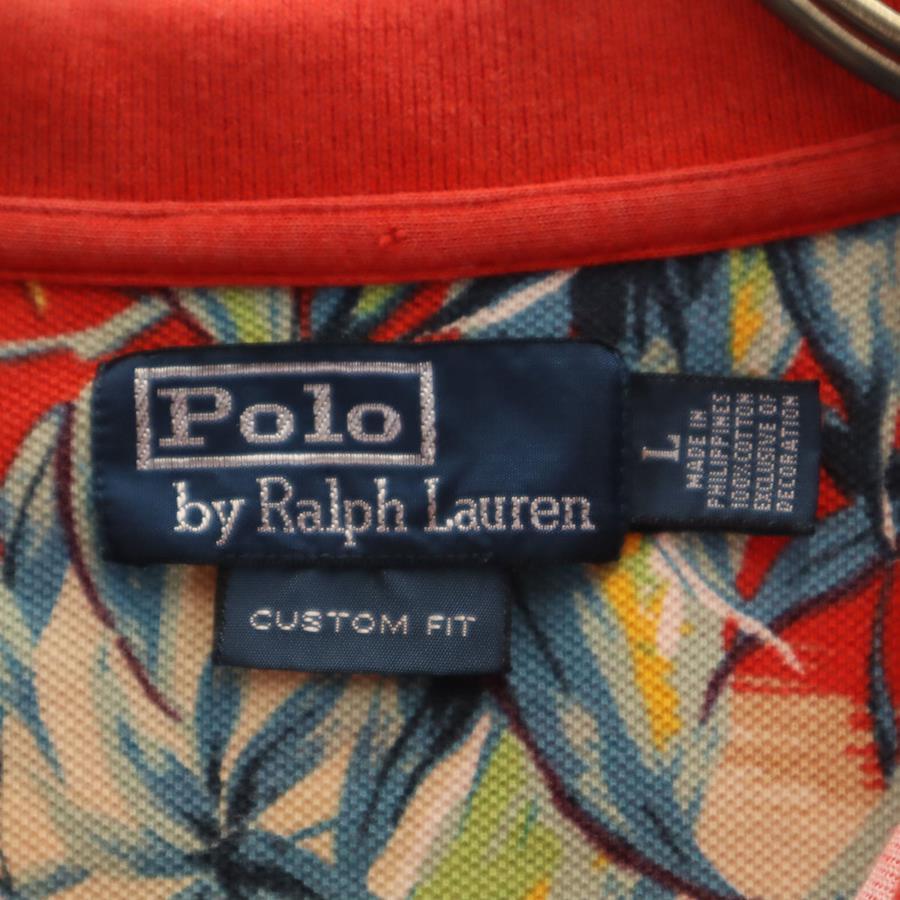 Polo
by Ralph Lauren
CUSTOM FIT
L
MADE IN
PHILIPPINES
100%COTTON
EXCLUSIVE OF
DECORATION